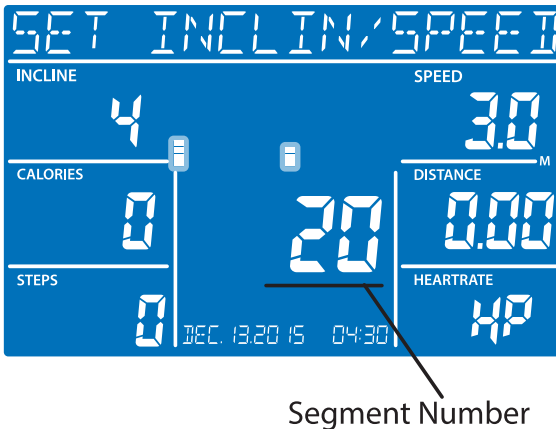 SET INCLIN/SPEED
INCLINE
4
SPEED
3.0
M
CALORIES
0
20
DISTANCE
0.00
STEPS
0
HEARTRATE
HP
DEC. 13.2015 04:30
Segment Number